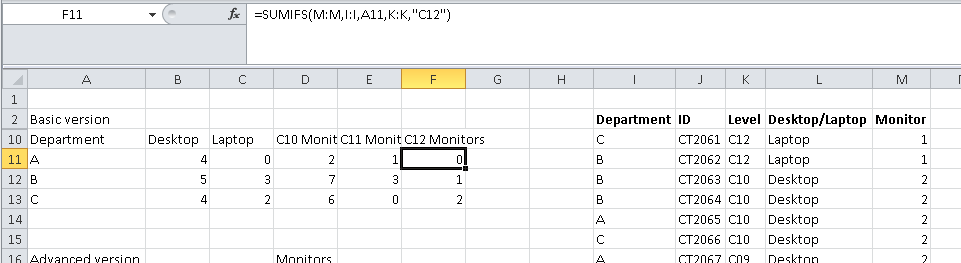 F11 fx =SUMIFS(M:M,I:I,A11,K:K,"C12")
A B C D E F G H I J K L M
1
2 Basic version Department ID Level Desktop/Laptop Monitor
10 Department Desktop Laptop C10 Monit C11 Monit C12 Monitors C CT2061 C12 Laptop 1
11 A 4 0 2 1 0 B CT2062 C12 Laptop 1
12 B 5 3 7 3 1 B CT2063 C10 Desktop 2
13 C 4 2 6 0 2 B CT2064 C10 Desktop 2
14 A CT2065 C10 Desktop 2
15 C CT2066 C10 Desktop 2
16 Advanced version Monitors A CT2067 C09 Desktop 2